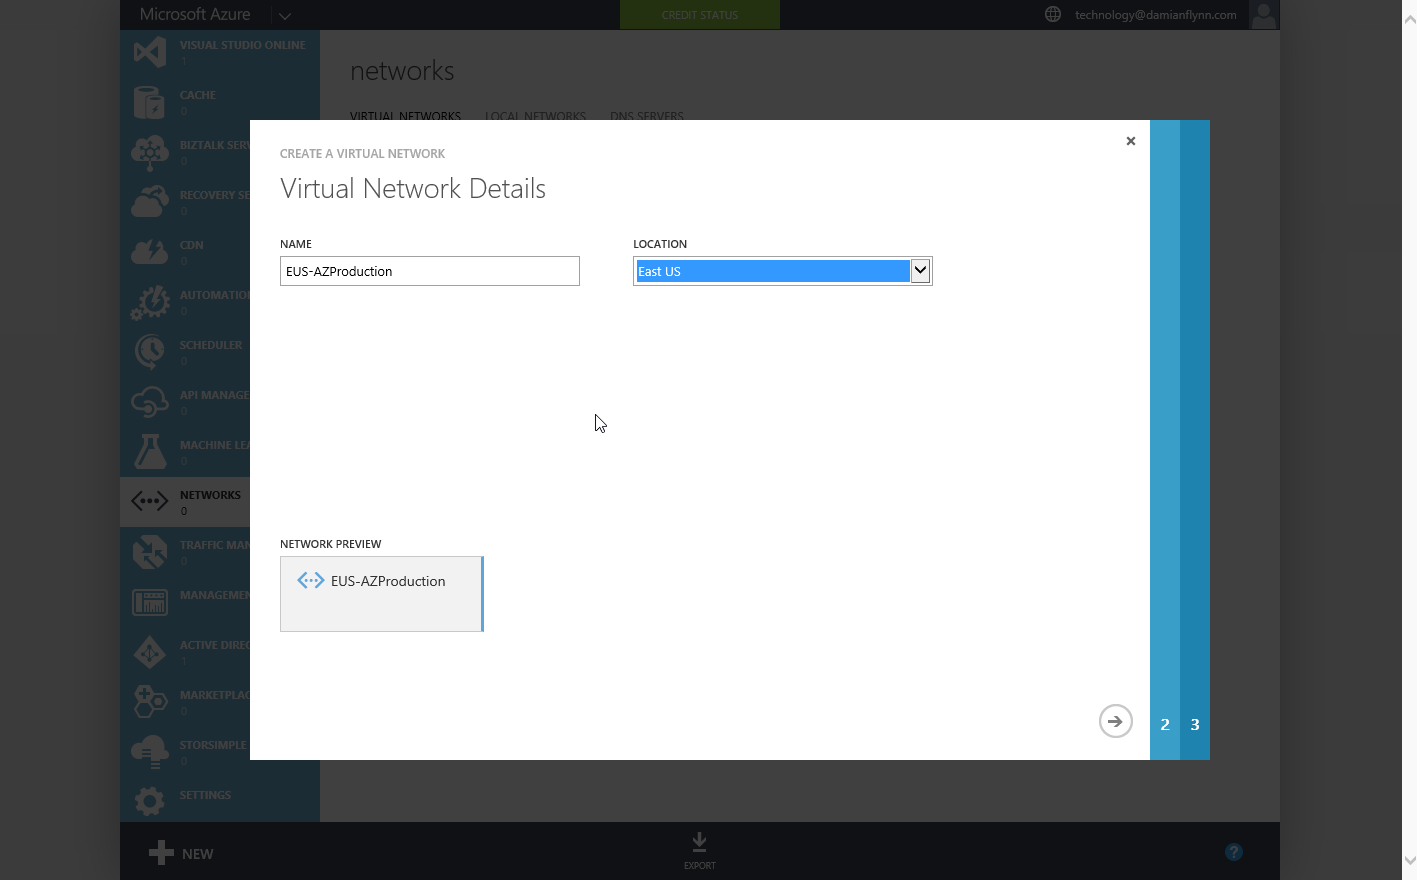 Microsoft Azure
CREDIT STATUS
technology@damianflynn.com
VISUAL STUDIO ONLINE
1
CACHE
0
BIZTALK SERV
0
RECOVERY SE
0
CDN
0
AUTOMATIO
0
SCHEDULER
0
API MANAGE
0
MACHINE LEA
0
NETWORKS
0
TRAFFIC MAN
0
MANAGEMEN
ACTIVE DIREC
1
MARKETPLAC
0
STORSIMPLE
0
SETTINGS
networks
VIRTUAL NETWORKS LOCAL NETWORKS DNS SERVERS
CREATE A VIRTUAL NETWORK
Virtual Network Details
NAME
EUS-AZProduction
LOCATION
East US
NETWORK PREVIEW
EUS-AZProduction
2 3
NEW
EXPORT
?